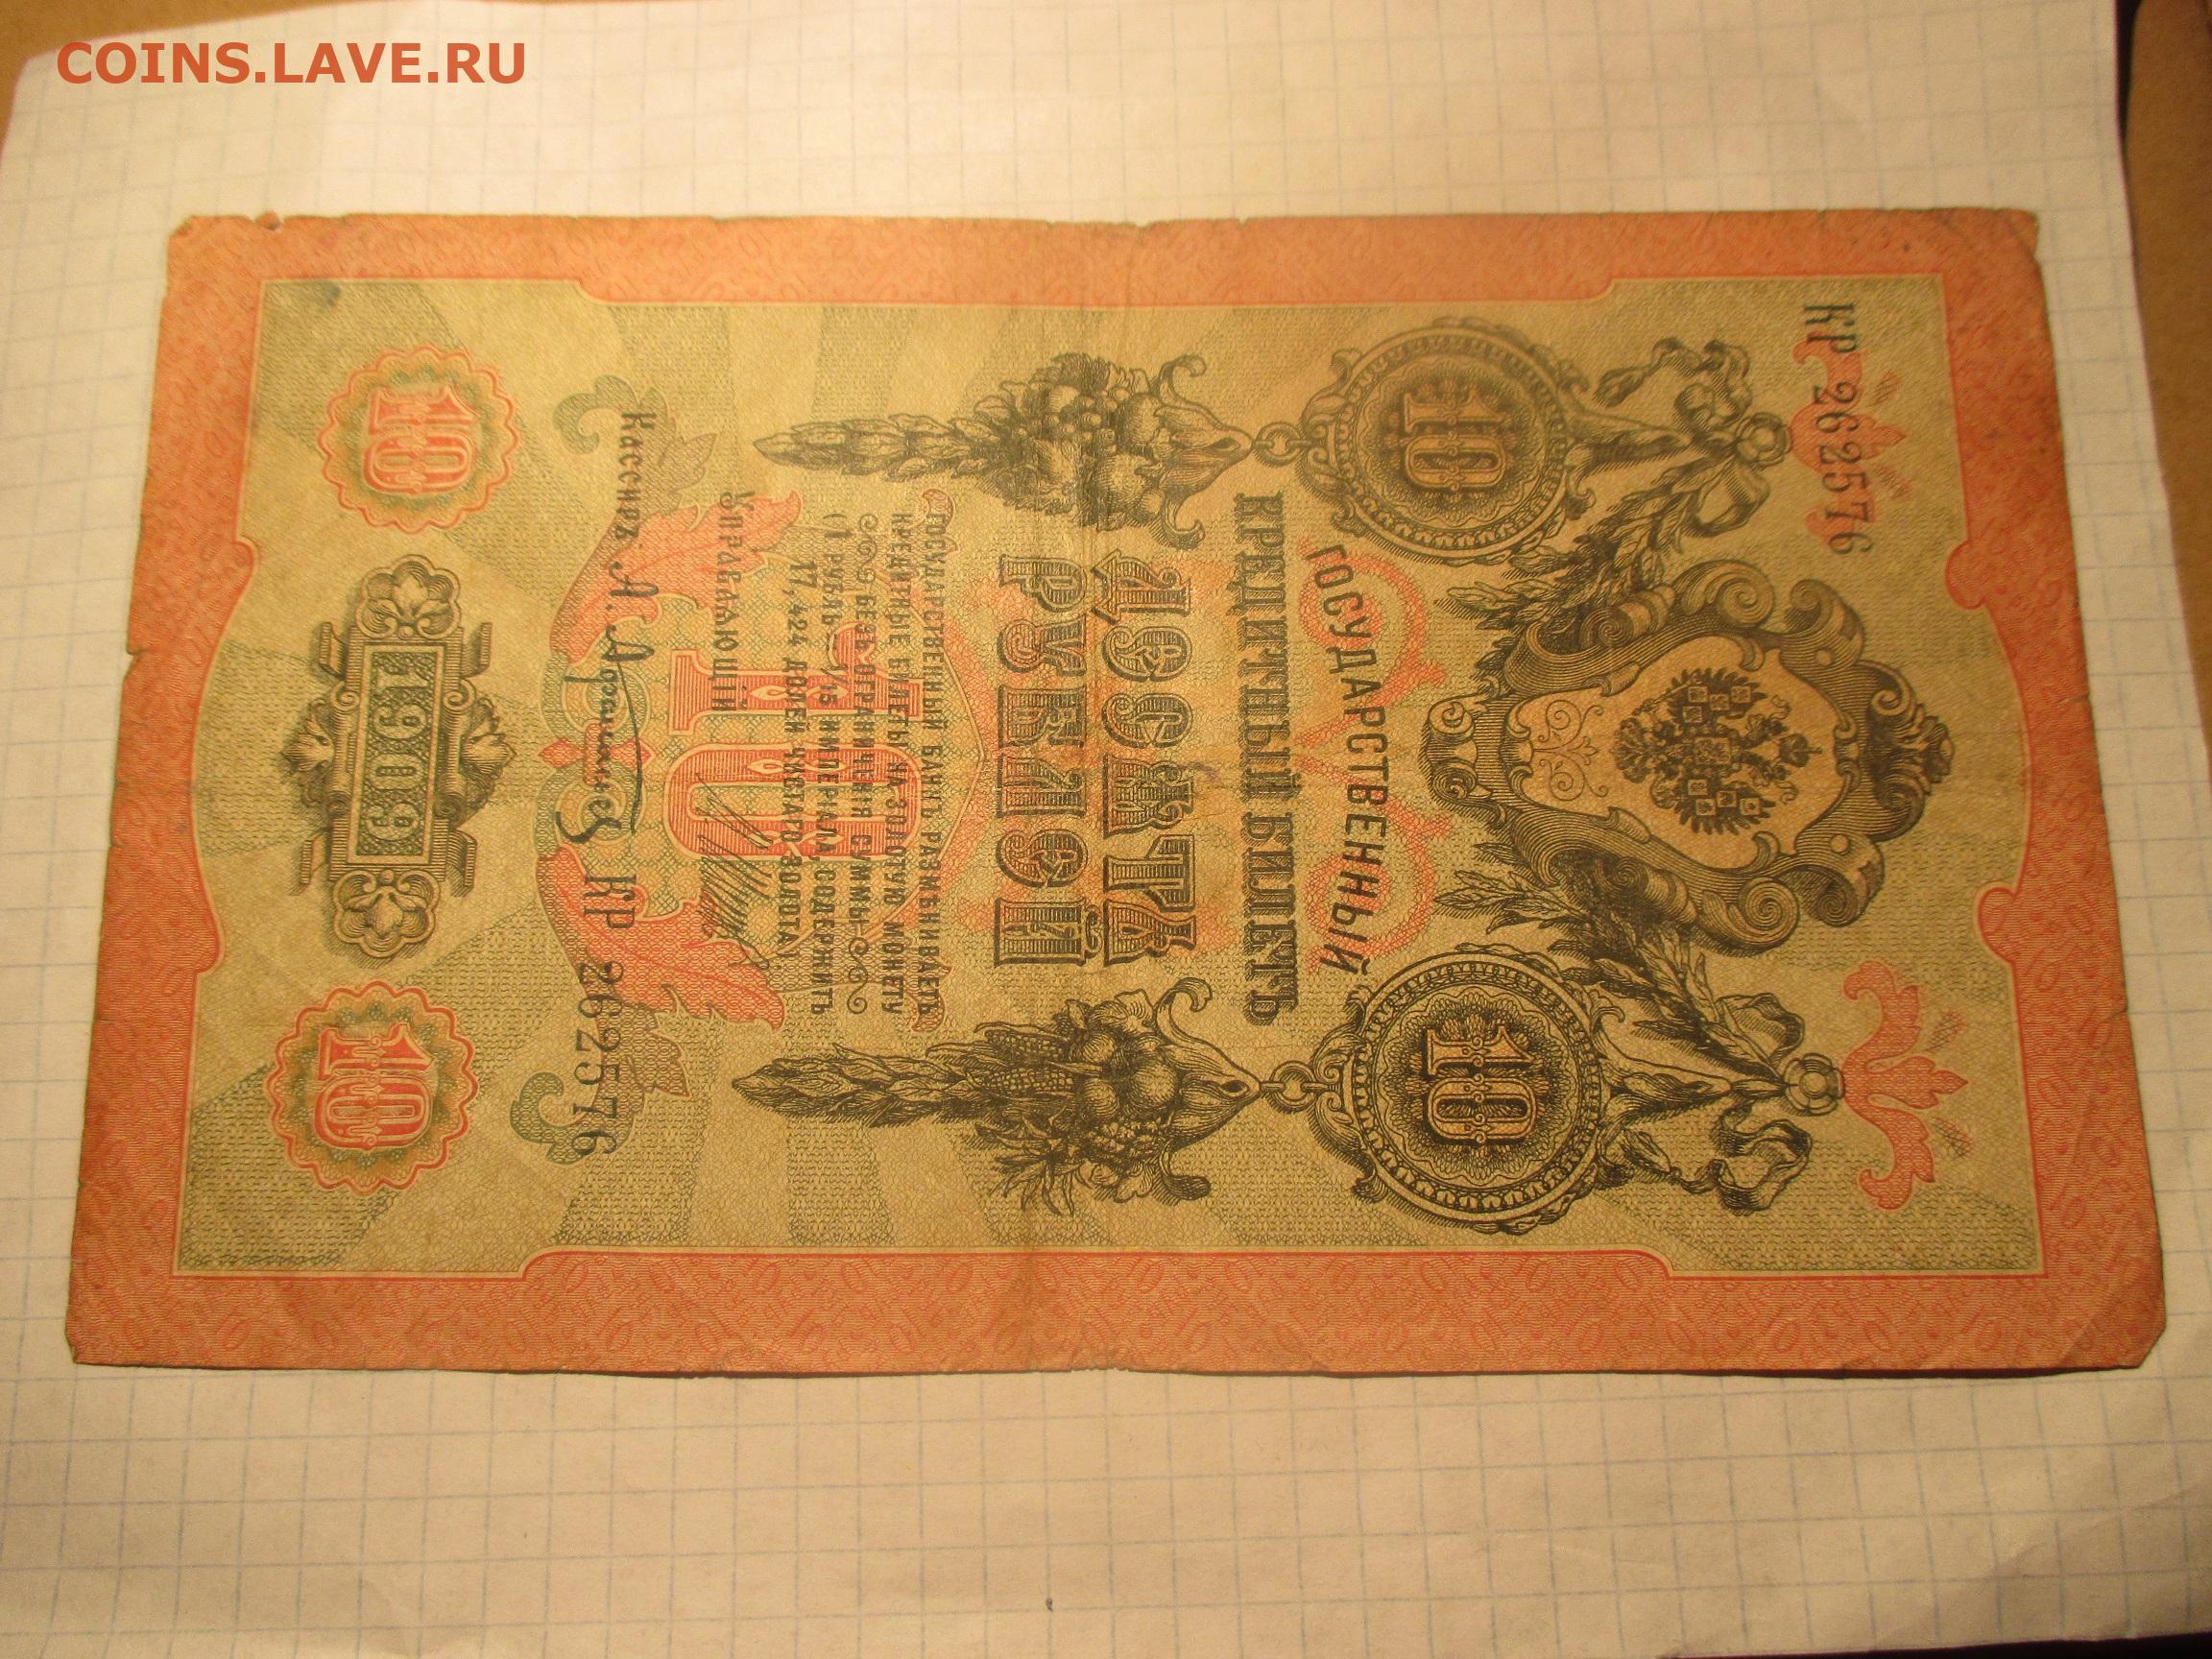 COINS.LAVE.RU
КР 262576
10
10
ГОСУДАРСТВЕННЫЙ
КРЕДИТНЫЙ БИЛЕТЪ
ДЕСЯТЬ
РУБЛЕЙ
ГОСУДАРСТВЕННЫЙ БАНКЪ РАЗМѢНИВАЕТЪ
КРЕДИТНЫЕ БИЛЕТЫ НА ЗОЛОТУЮ МОНЕТУ
БЕЗЪ ОГРАНИЧЕНІЯ СУММЫ
(1 РУБЛЬ = 1/15 ИМПЕРІАЛА, СОДЕРЖИТЪ
17,424 ДОЛЕЙ ЧИСТАГО ЗОЛОТА)
10
УПРАВЛЯЮЩІЙ
Кассиръ
КР 262576
10
1909
10